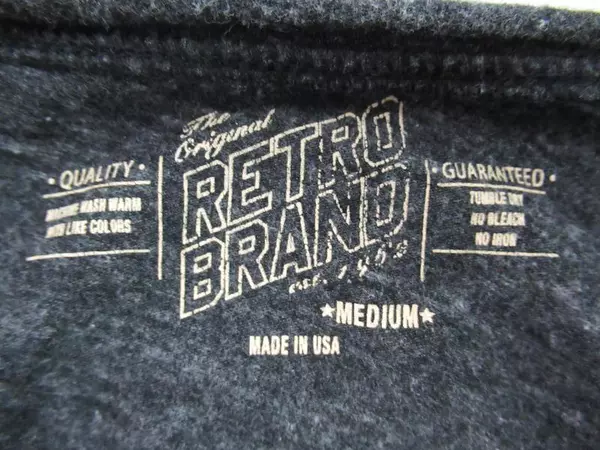 The
Original
RETRO
BRAND
· QUALITY ·
MACHINE WASH WARM
WITH LIKE COLORS
· GUARANTEED ·
TUMBLE DRY
NO BLEACH
NO IRON
est.
★MEDIUM★
MADE IN USA